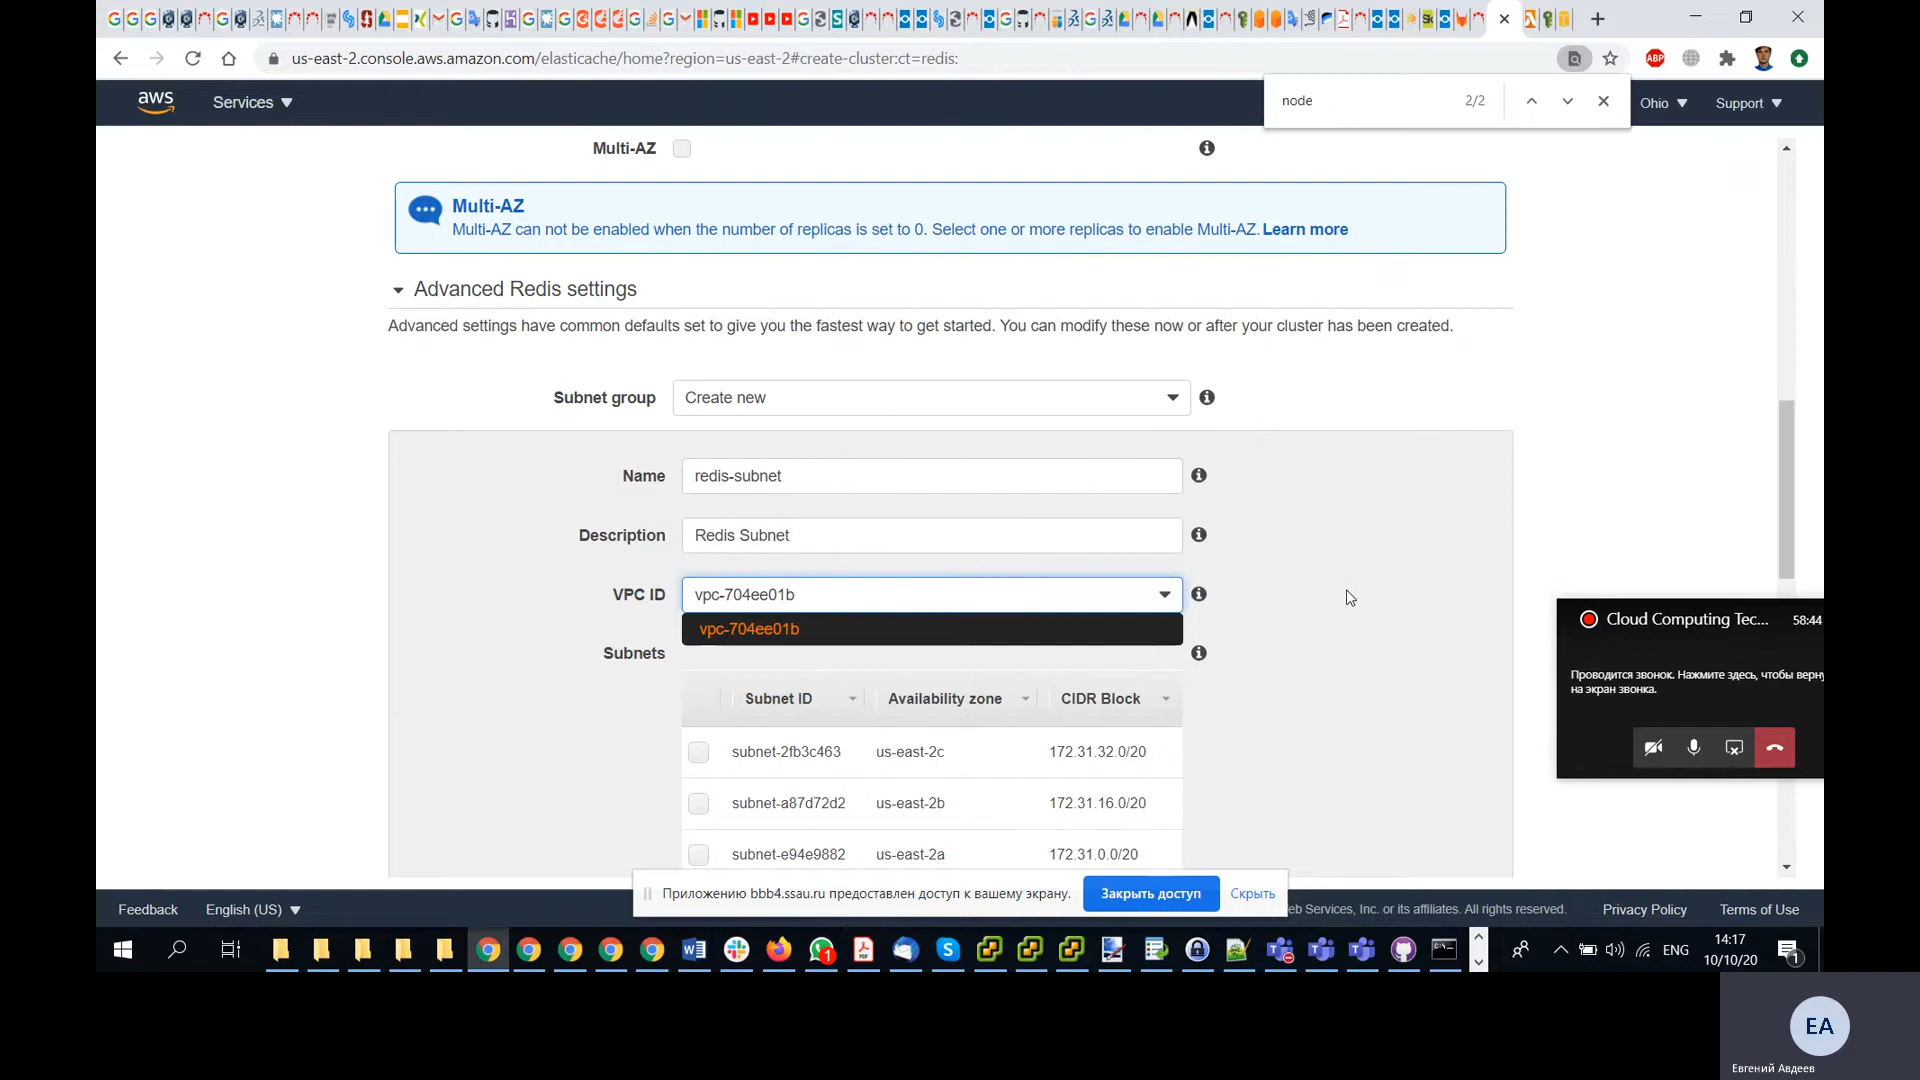 us-east-2.console.aws.amazon.com/elasticache/home?region=us-east-2#create-cluster:ct=redis:
ABP
node
2/2
aws
Services
Ohio
Support
Multi-AZ
Multi-AZ
Multi-AZ can not be enabled when the number of replicas is set to 0. Select one or more replicas to enable Multi-AZ. Learn more
Advanced Redis settings
Advanced settings have common defaults set to give you the fastest way to get started. You can modify these now or after your cluster has been created.
Subnet group
Create new
Name
redis-subnet
Description
Redis Subnet
VPC ID
vpc-704ee01b
vpc-704ee01b
Subnets
Subnet ID
Availability zone
CIDR Block
subnet-2fb3c463
us-east-2c
172.31.32.0/20
subnet-a87d72d2
us-east-2b
172.31.16.0/20
subnet-e94e9882
us-east-2a
172.31.0.0/20
Cloud Computing Tec...
58:44
Проводится звонок. Нажмите здесь, чтобы верну
на экран звонка.
Приложению bbb4.ssau.ru предоставлен доступ к вашему экрану.
Закрыть доступ
Скрыть
Feedback
English (US)
eb Services, Inc. or its affiliates. All rights reserved.
Privacy Policy
Terms of Use
ENG
14:17
10/10/20
1
EA
Евгений Авдеев